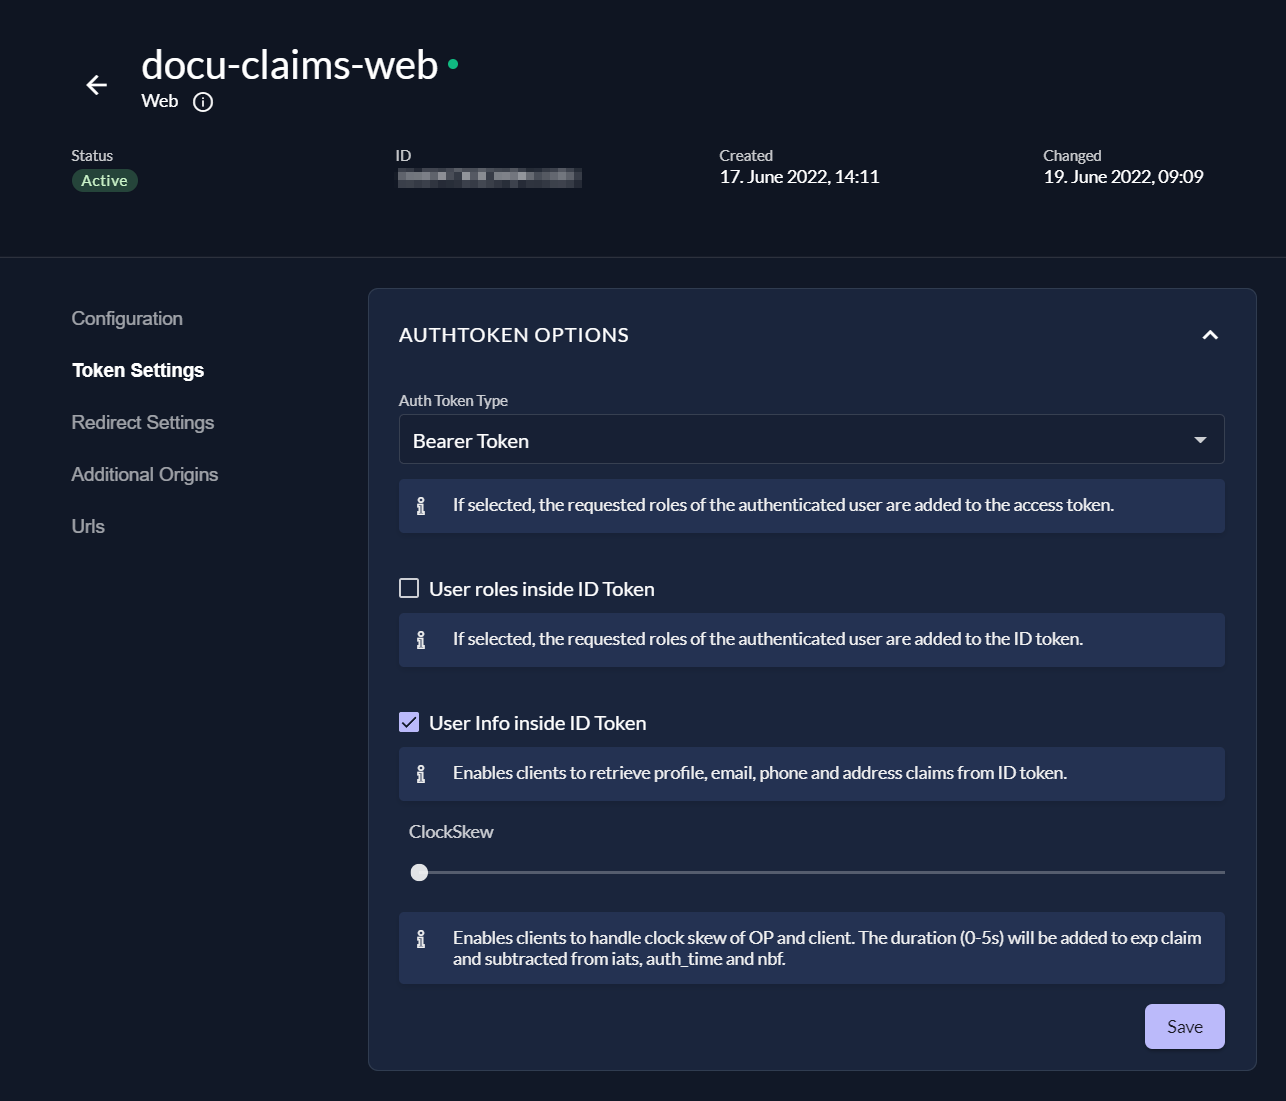 docu-claims-web
Web
Status
Active
ID
Created
17. June 2022, 14:11
Changed
19. June 2022, 09:09
Configuration
Token Settings
Redirect Settings
Additional Origins
Urls
AUTHTOKEN OPTIONS
Auth Token Type
Bearer Token
If selected, the requested roles of the authenticated user are added to the access token.
User roles inside ID Token
If selected, the requested roles of the authenticated user are added to the ID token.
User Info inside ID Token
Enables clients to retrieve profile, email, phone and address claims from ID token.
ClockSkew
Enables clients to handle clock skew of OP and client. The duration (0-5s) will be added to exp claim
and subtracted from iats, auth_time and nbf.
Save